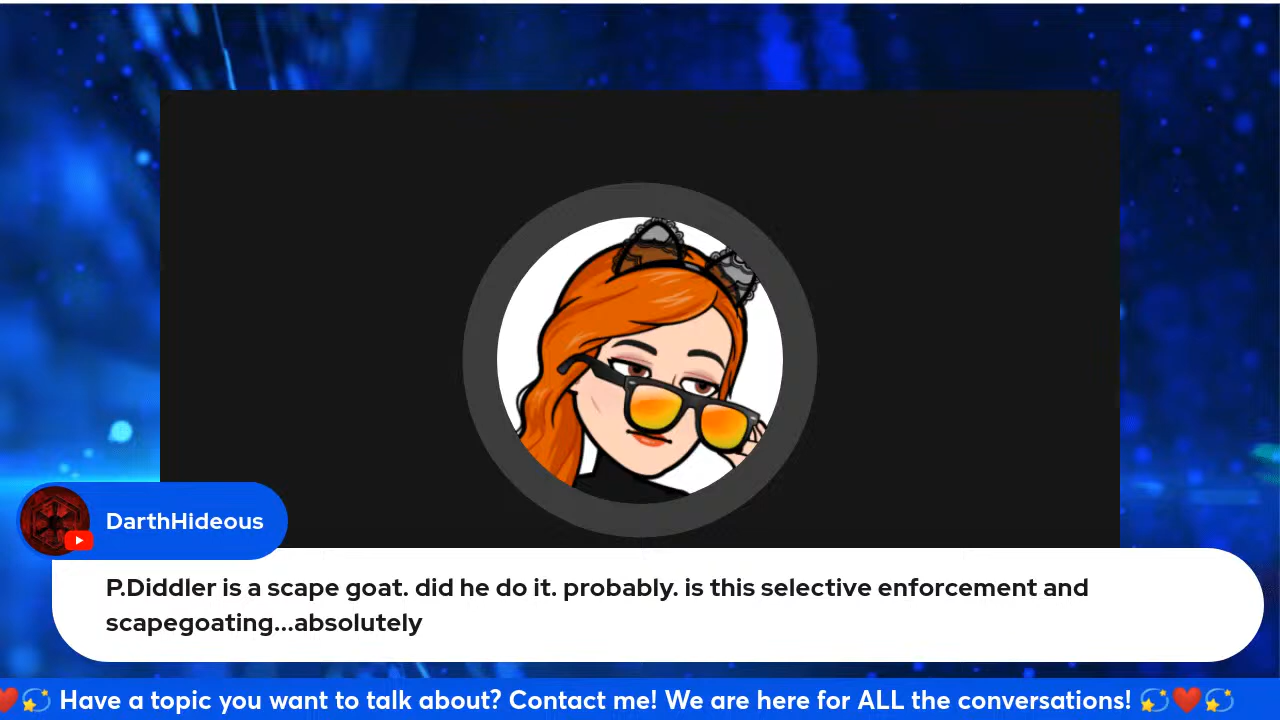 DarthHideous
P.Diddler is a scape goat. did he do it. probably. is this selective enforcement and
scapegoating...absolutely
❤️💫 Have a topic you want to talk about? Contact me! We are here for ALL the conversations! 💫❤️💫